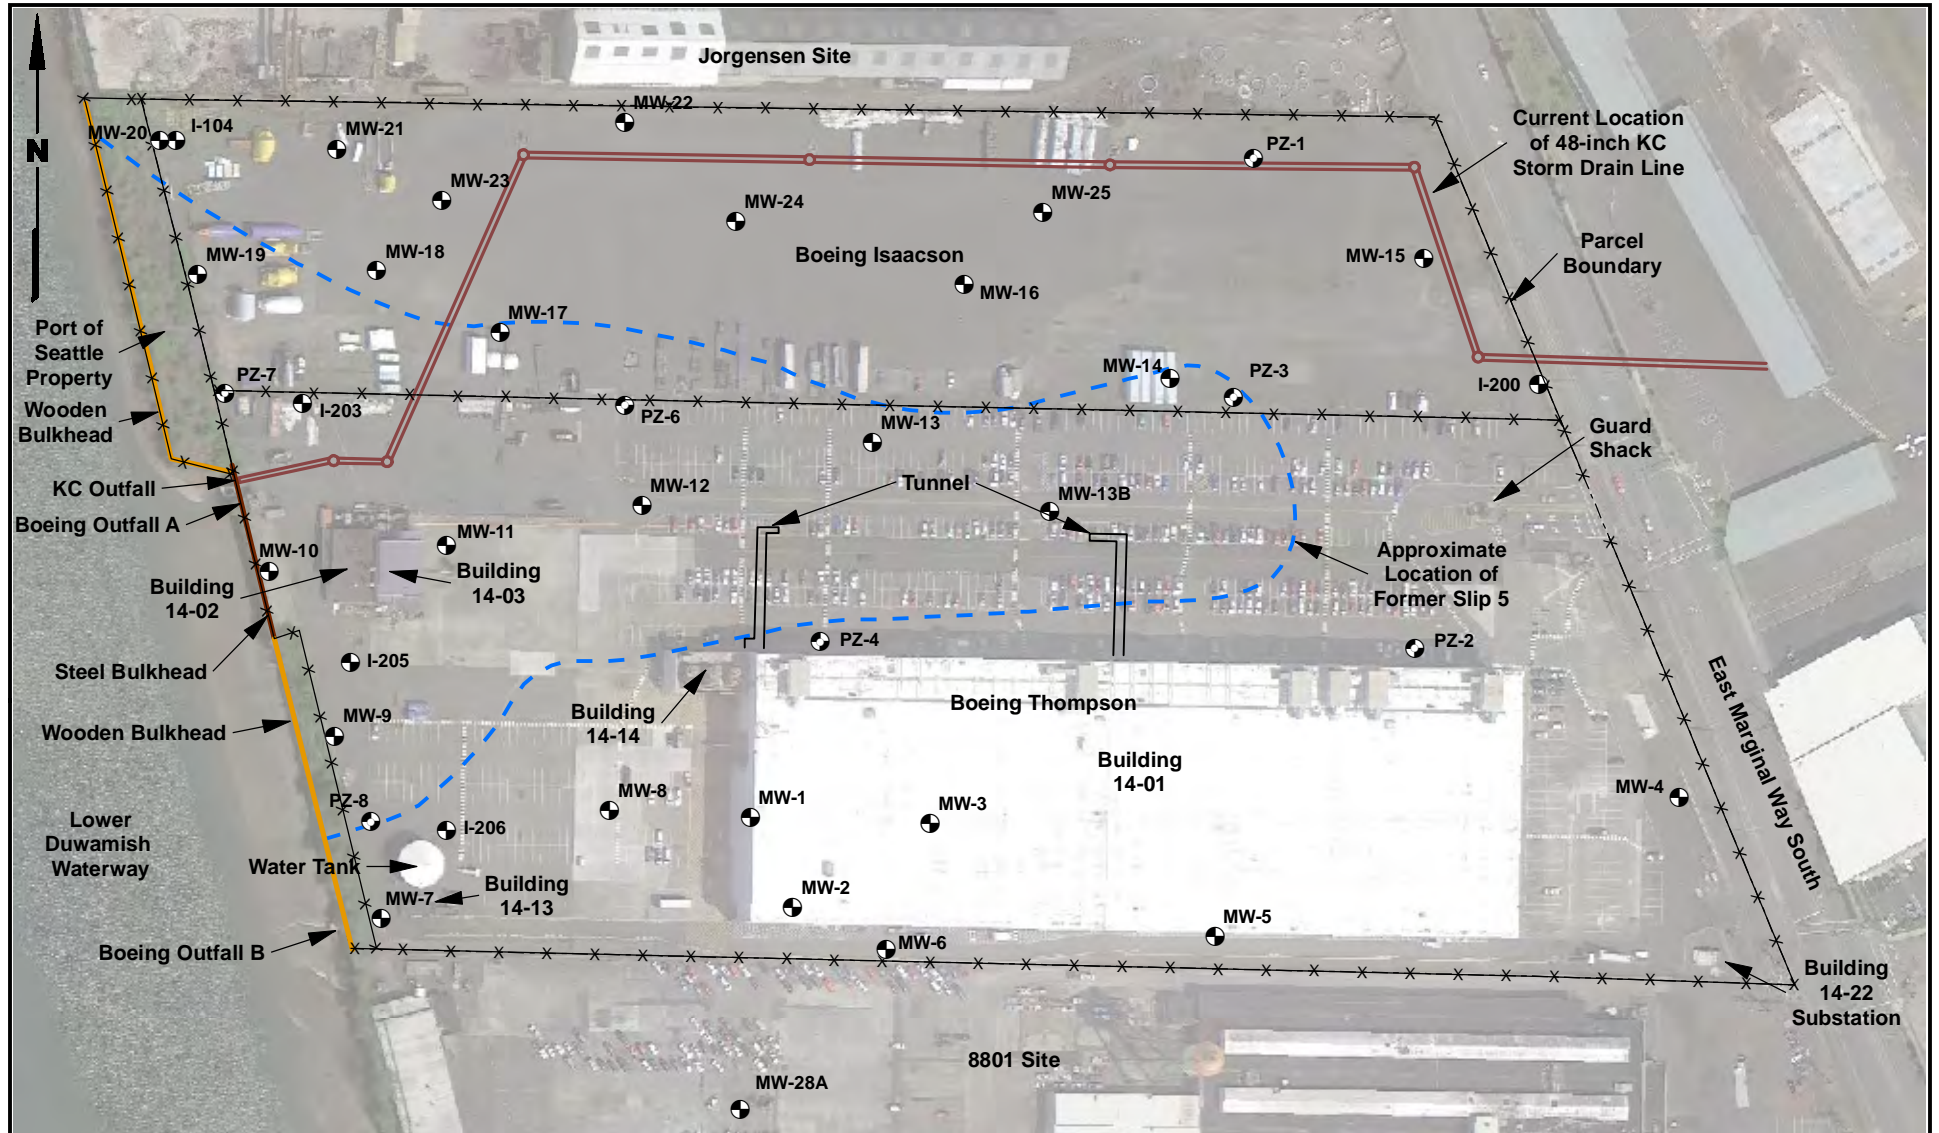 Jorgensen Site
MW-22
MW-20
I-104
MW-21
N
PZ-1
Current Location
of 48-inch KC
Storm Drain Line
MW-23
MW-24
MW-25
MW-19
MW-18
Boeing Isaacson
MW-15
Parcel
Boundary
MW-16
MW-17
Port of
Seattle
Property
PZ-7
MW-14
PZ-3
I-200
I-203
PZ-6
Wooden
Bulkhead
MW-13
Guard
Shack
KC Outfall
MW-12
Tunnel
MW-13B
Boeing Outfall A
MW-10
MW-11
Building
14-02
Building
14-03
Approximate
Location of
Former Slip 5
PZ-4
PZ-2
Steel Bulkhead
I-205
Boeing Thompson
Building
14-14
Wooden Bulkhead
MW-9
East Marginal Way South
Building
14-01
PZ-8
MW-8
MW-1
MW-3
MW-4
Lower
Duwamish
Waterway
I-206
Water Tank
Building
14-13
MW-7
MW-2
MW-5
Boeing Outfall B
MW-6
Building
14-22
Substation
8801 Site
MW-28A